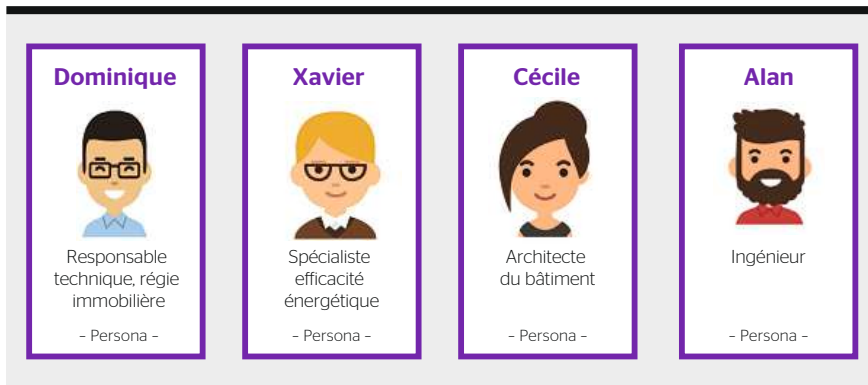 Dominique
Responsable
technique, régie
immobilière
– Persona –
Xavier
Spécialiste
efficacité
énergétique
– Persona –
Cécile
Architecte
du bâtiment
– Persona –
Alan
Ingénieur
– Persona –